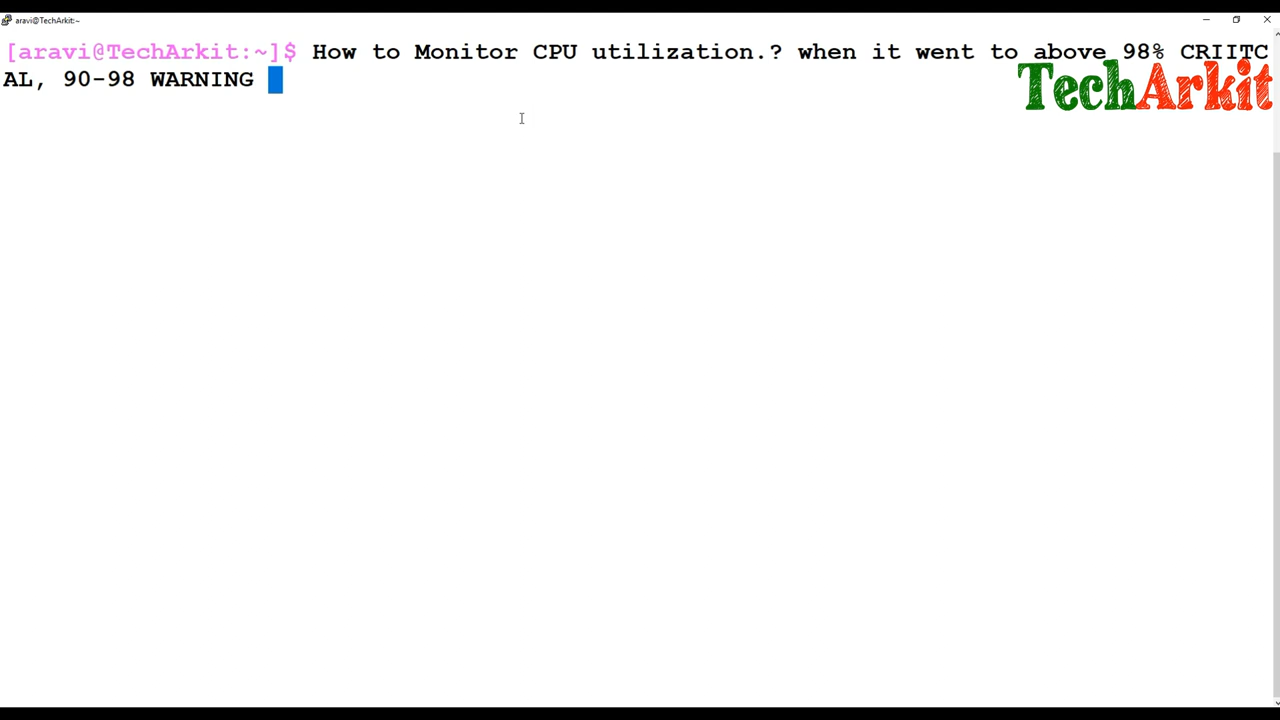 aravi@TechArkit:~
[aravi@TechArkit:~]$ How to Monitor CPU utilization.? when it went to above 98% CRIITC
AL, 90-98 WARNING
TechArkit